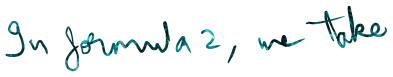 In formula 2, we take